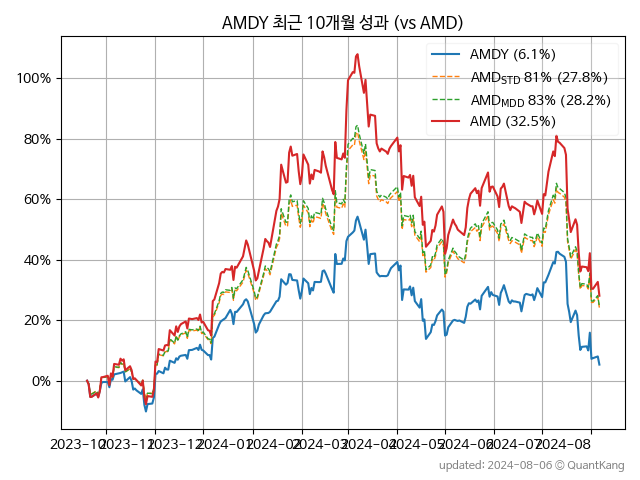 AMDY 최근 10개월 성과 (vs AMD)
AMDY (6.1%)
AMD_STD 81% (27.8%)
AMD_MDD 83% (28.2%)
AMD (32.5%)
100%
80%
60%
40%
20%
0%
2023-10 2023-11 2023-12 2024-01 2024-02 2024-03 2024-04 2024-05 2024-06 2024-07 2024-08
updated: 2024-08-06 © QuantKang